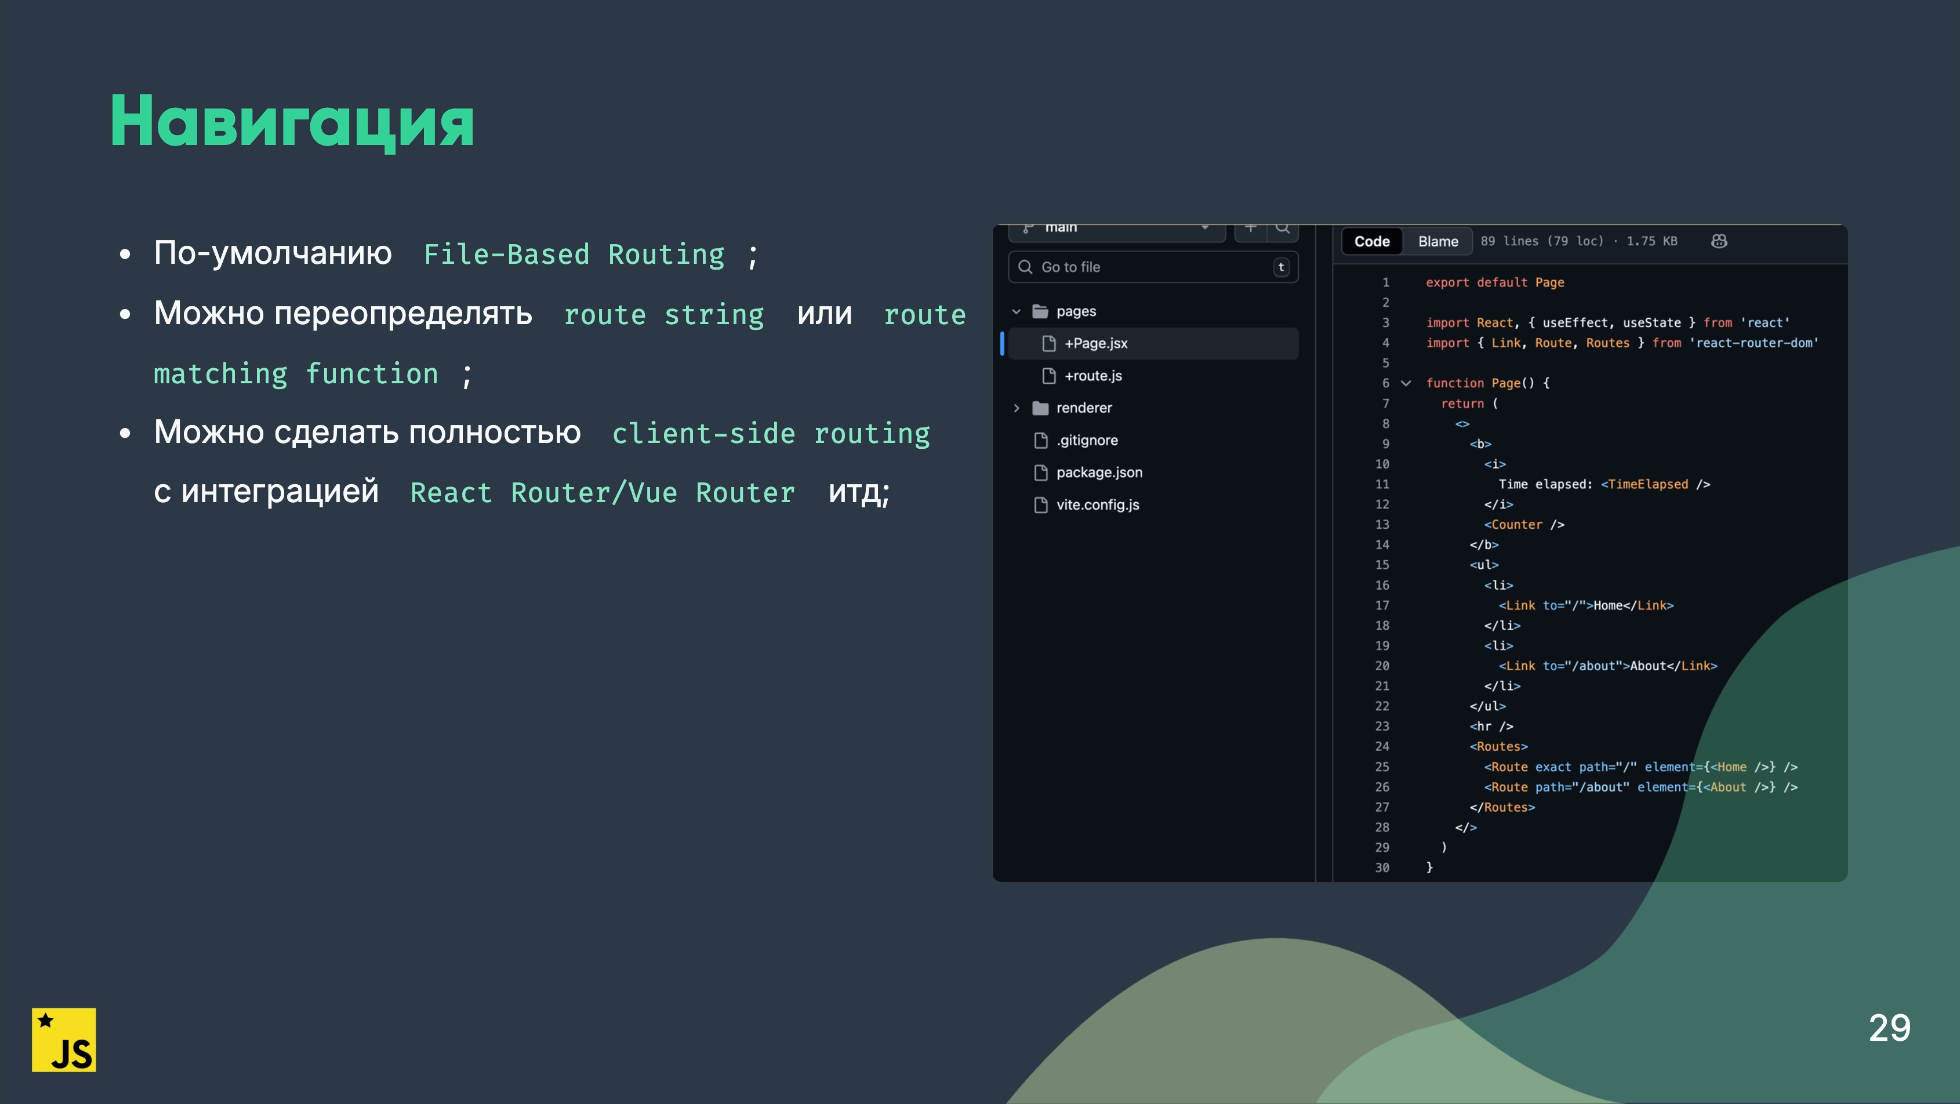 Навигация
• По-умолчанию File-Based Routing ;
• Можно переопределять route string или route
matching function ;
• Можно сделать полностью client-side routing
с интеграцией React Router/Vue Router итд;
main
Go to file t
pages
+Page.jsx
+route.js
renderer
.gitignore
package.json
vite.config.js
Code Blame 89 lines (79 loc) · 1.75 KB
1 export default Page
2
3 import React, { useEffect, useState } from 'react'
4 import { Link, Route, Routes } from 'react-router-dom'
5
6 function Page() {
7 return (
8 <>
9 <b>
10 <i>
11 Time elapsed: <TimeElapsed />
12 </i>
13 <Counter />
14 </b>
15 <ul>
16 <li>
17 <Link to="/">Home</Link>
18 </li>
19 <li>
20 <Link to="/about">About</Link>
21 </li>
22 </ul>
23 <hr />
24 <Routes>
25 <Route exact path="/" element={<Home />} />
26 <Route path="/about" element={<About />} />
27 </Routes>
28 </>
29 )
30 }
JS
29